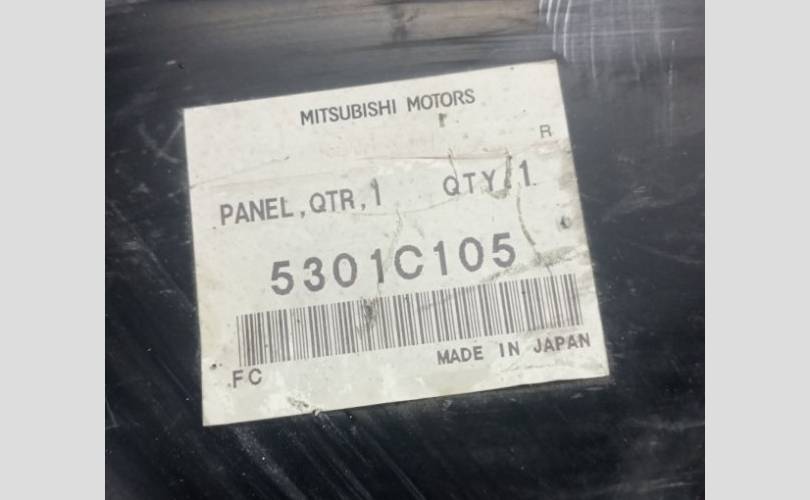 MITSUBISHI MOTORS
R
PANEL,QTR,1 QTY.1
5301C105
FC MADE IN JAPAN